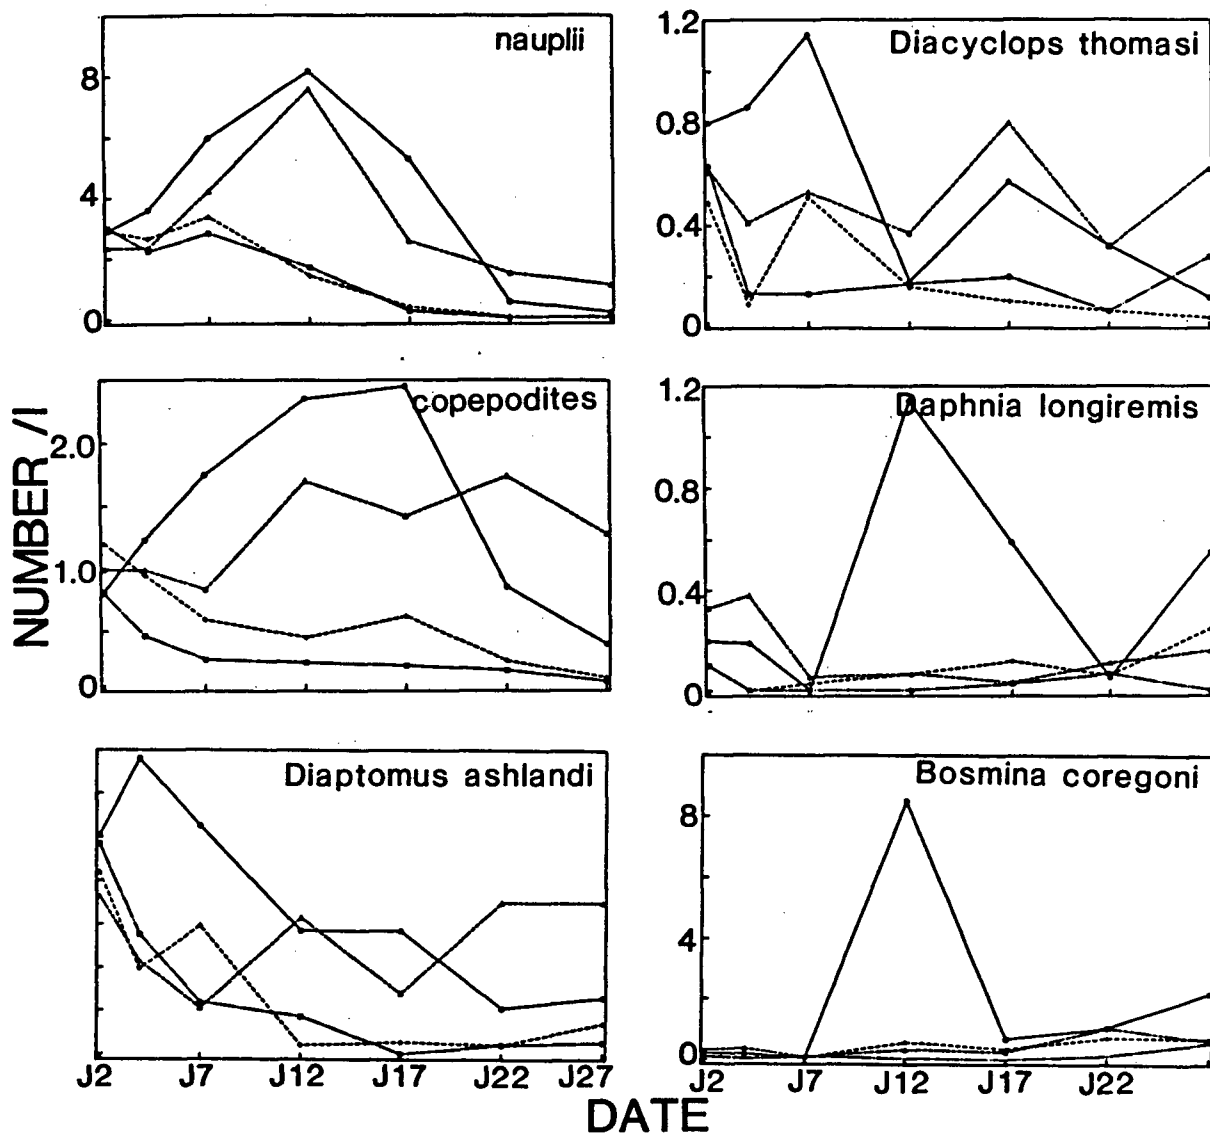 nauplii
8
4
0
Diacyclops thomasi
1.2
0.8
0.4
0
copepodites
2.0
1.0
0
Daphnia longiremis
1.2
0.8
0.4
0
NUMBER /l
Diaptomus ashlandi
J2 J7 J12 J17 J22 J27
Bosmina coregoni
8
4
0
J2 J7 J12 J17 J22
DATE